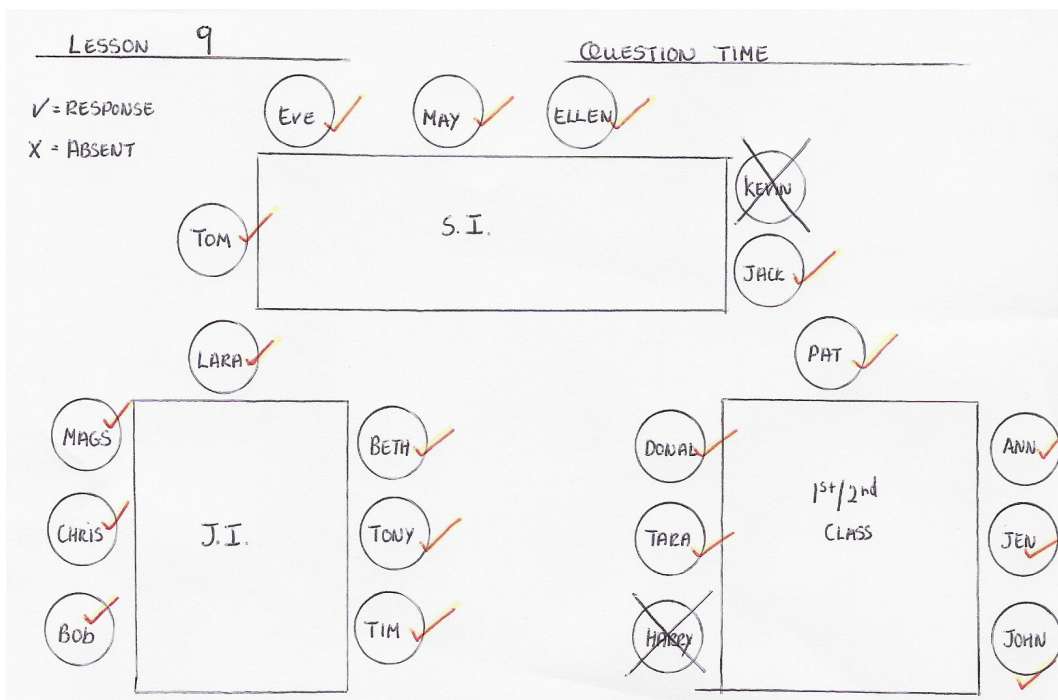 LESSON 9
QUESTION TIME
✓ = RESPONSE
X = ABSENT
EVE
MAY
ELLEN
KEVIN
TOM
S.I.
JACK
LARA
PAT
MAGS
BETH
DONAL
ANN
1st/2nd
CLASS
CHRIS
J.I.
TONY
TARA
JEN
BOB
TIM
HARRY
JOHN